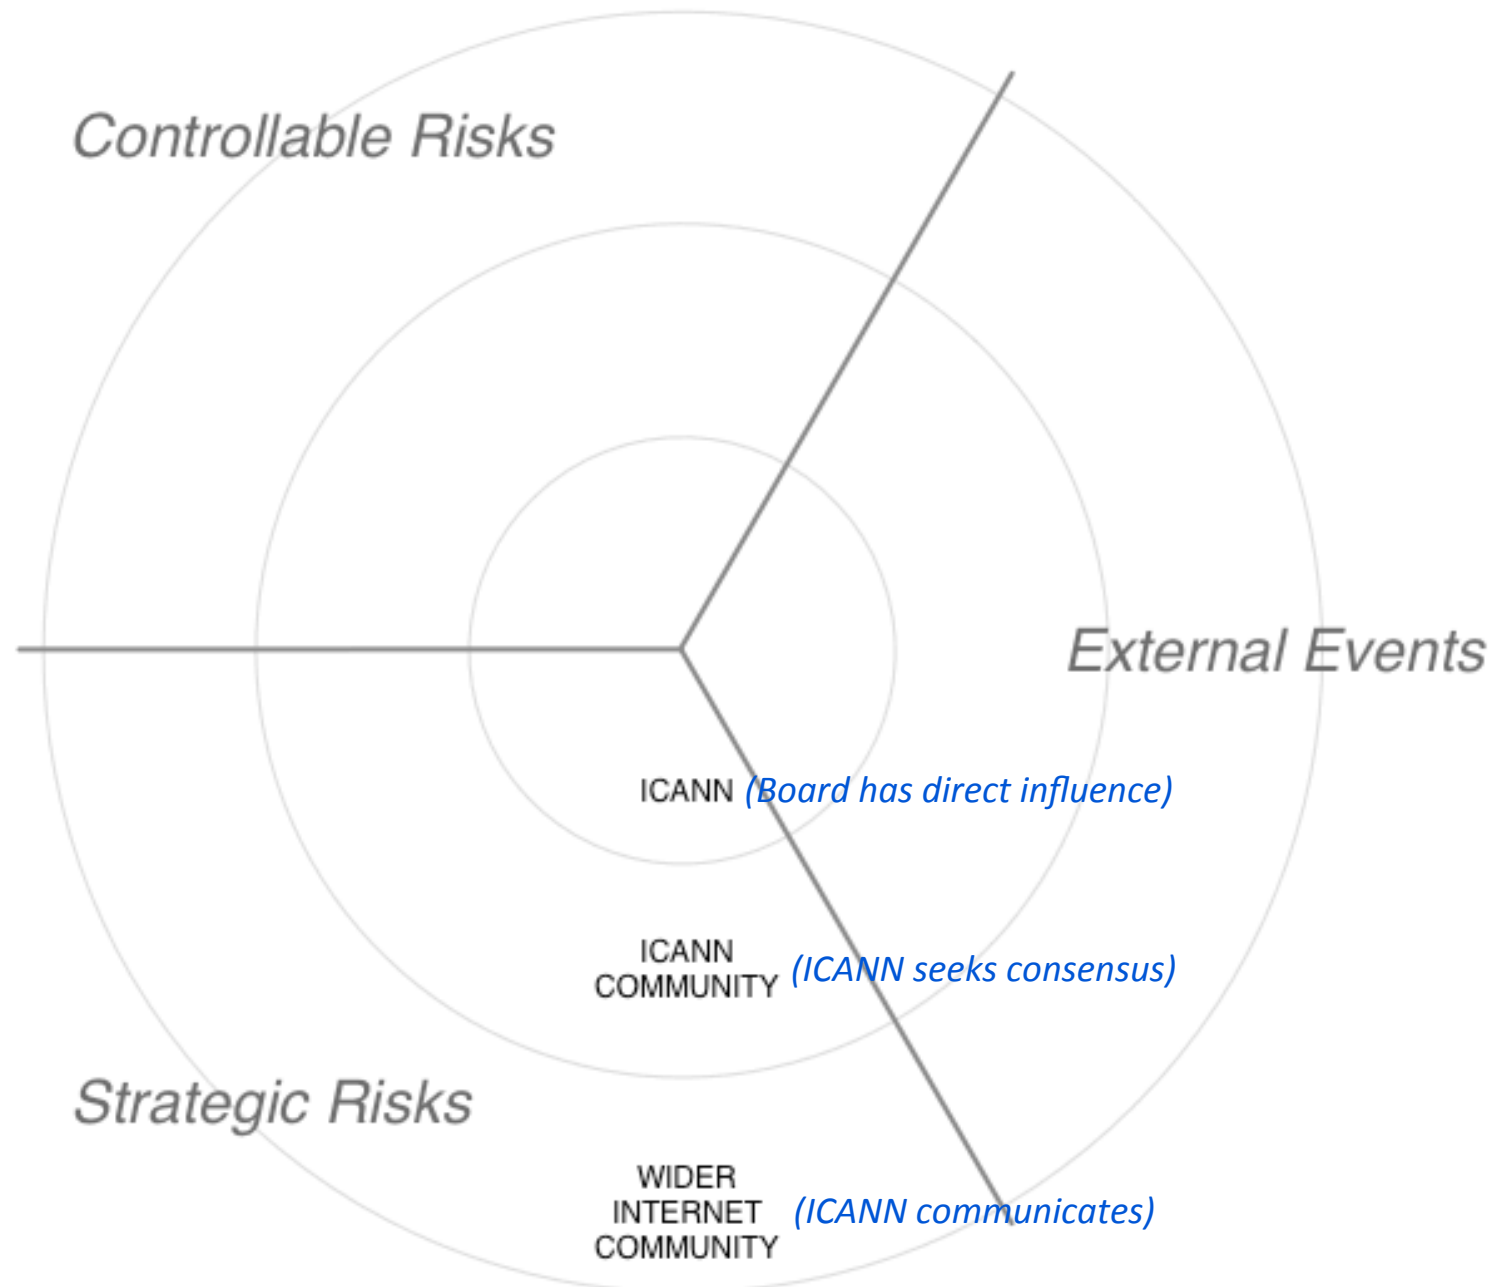 Controllable Risks
External Events
ICANN (Board has direct influence)
ICANN
COMMUNITY (ICANN seeks consensus)
Strategic Risks
WIDER
INTERNET (ICANN communicates)
COMMUNITY